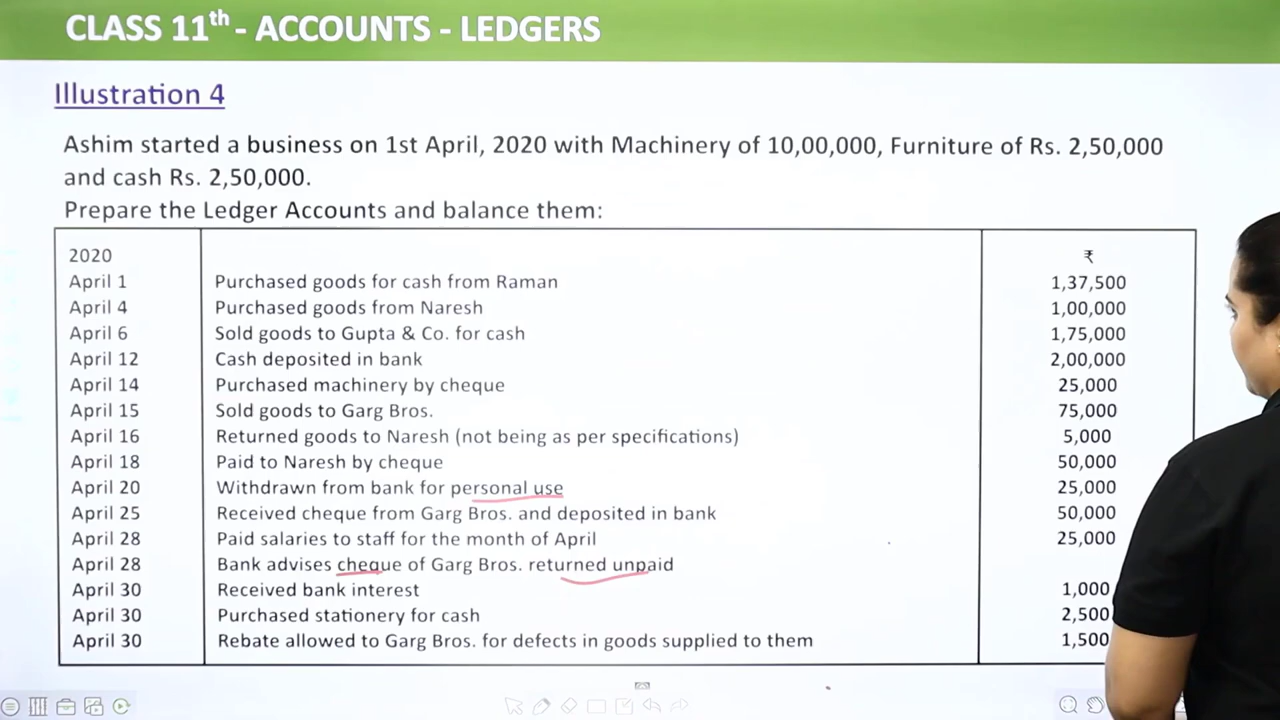 CLASS 11th - ACCOUNTS - LEDGERS
Illustration 4
Ashim started a business on 1st April, 2020 with Machinery of 10,00,000, Furniture of Rs. 2,50,000
and cash Rs. 2,50,000.
Prepare the Ledger Accounts and balance them:
2020 ₹
April 1 Purchased goods for cash from Raman 1,37,500
April 4 Purchased goods from Naresh 1,00,000
April 6 Sold goods to Gupta & Co. for cash 1,75,000
April 12 Cash deposited in bank 2,00,000
April 14 Purchased machinery by cheque 25,000
April 15 Sold goods to Garg Bros. 75,000
April 16 Returned goods to Naresh (not being as per specifications) 5,000
April 18 Paid to Naresh by cheque 50,000
April 20 Withdrawn from bank for personal use 25,000
April 25 Received cheque from Garg Bros. and deposited in bank 50,000
April 28 Paid salaries to staff for the month of April 25,000
April 28 Bank advises cheque of Garg Bros. returned unpaid
April 30 Received bank interest 1,000
April 30 Purchased stationery for cash 2,500
April 30 Rebate allowed to Garg Bros. for defects in goods supplied to them 1,500